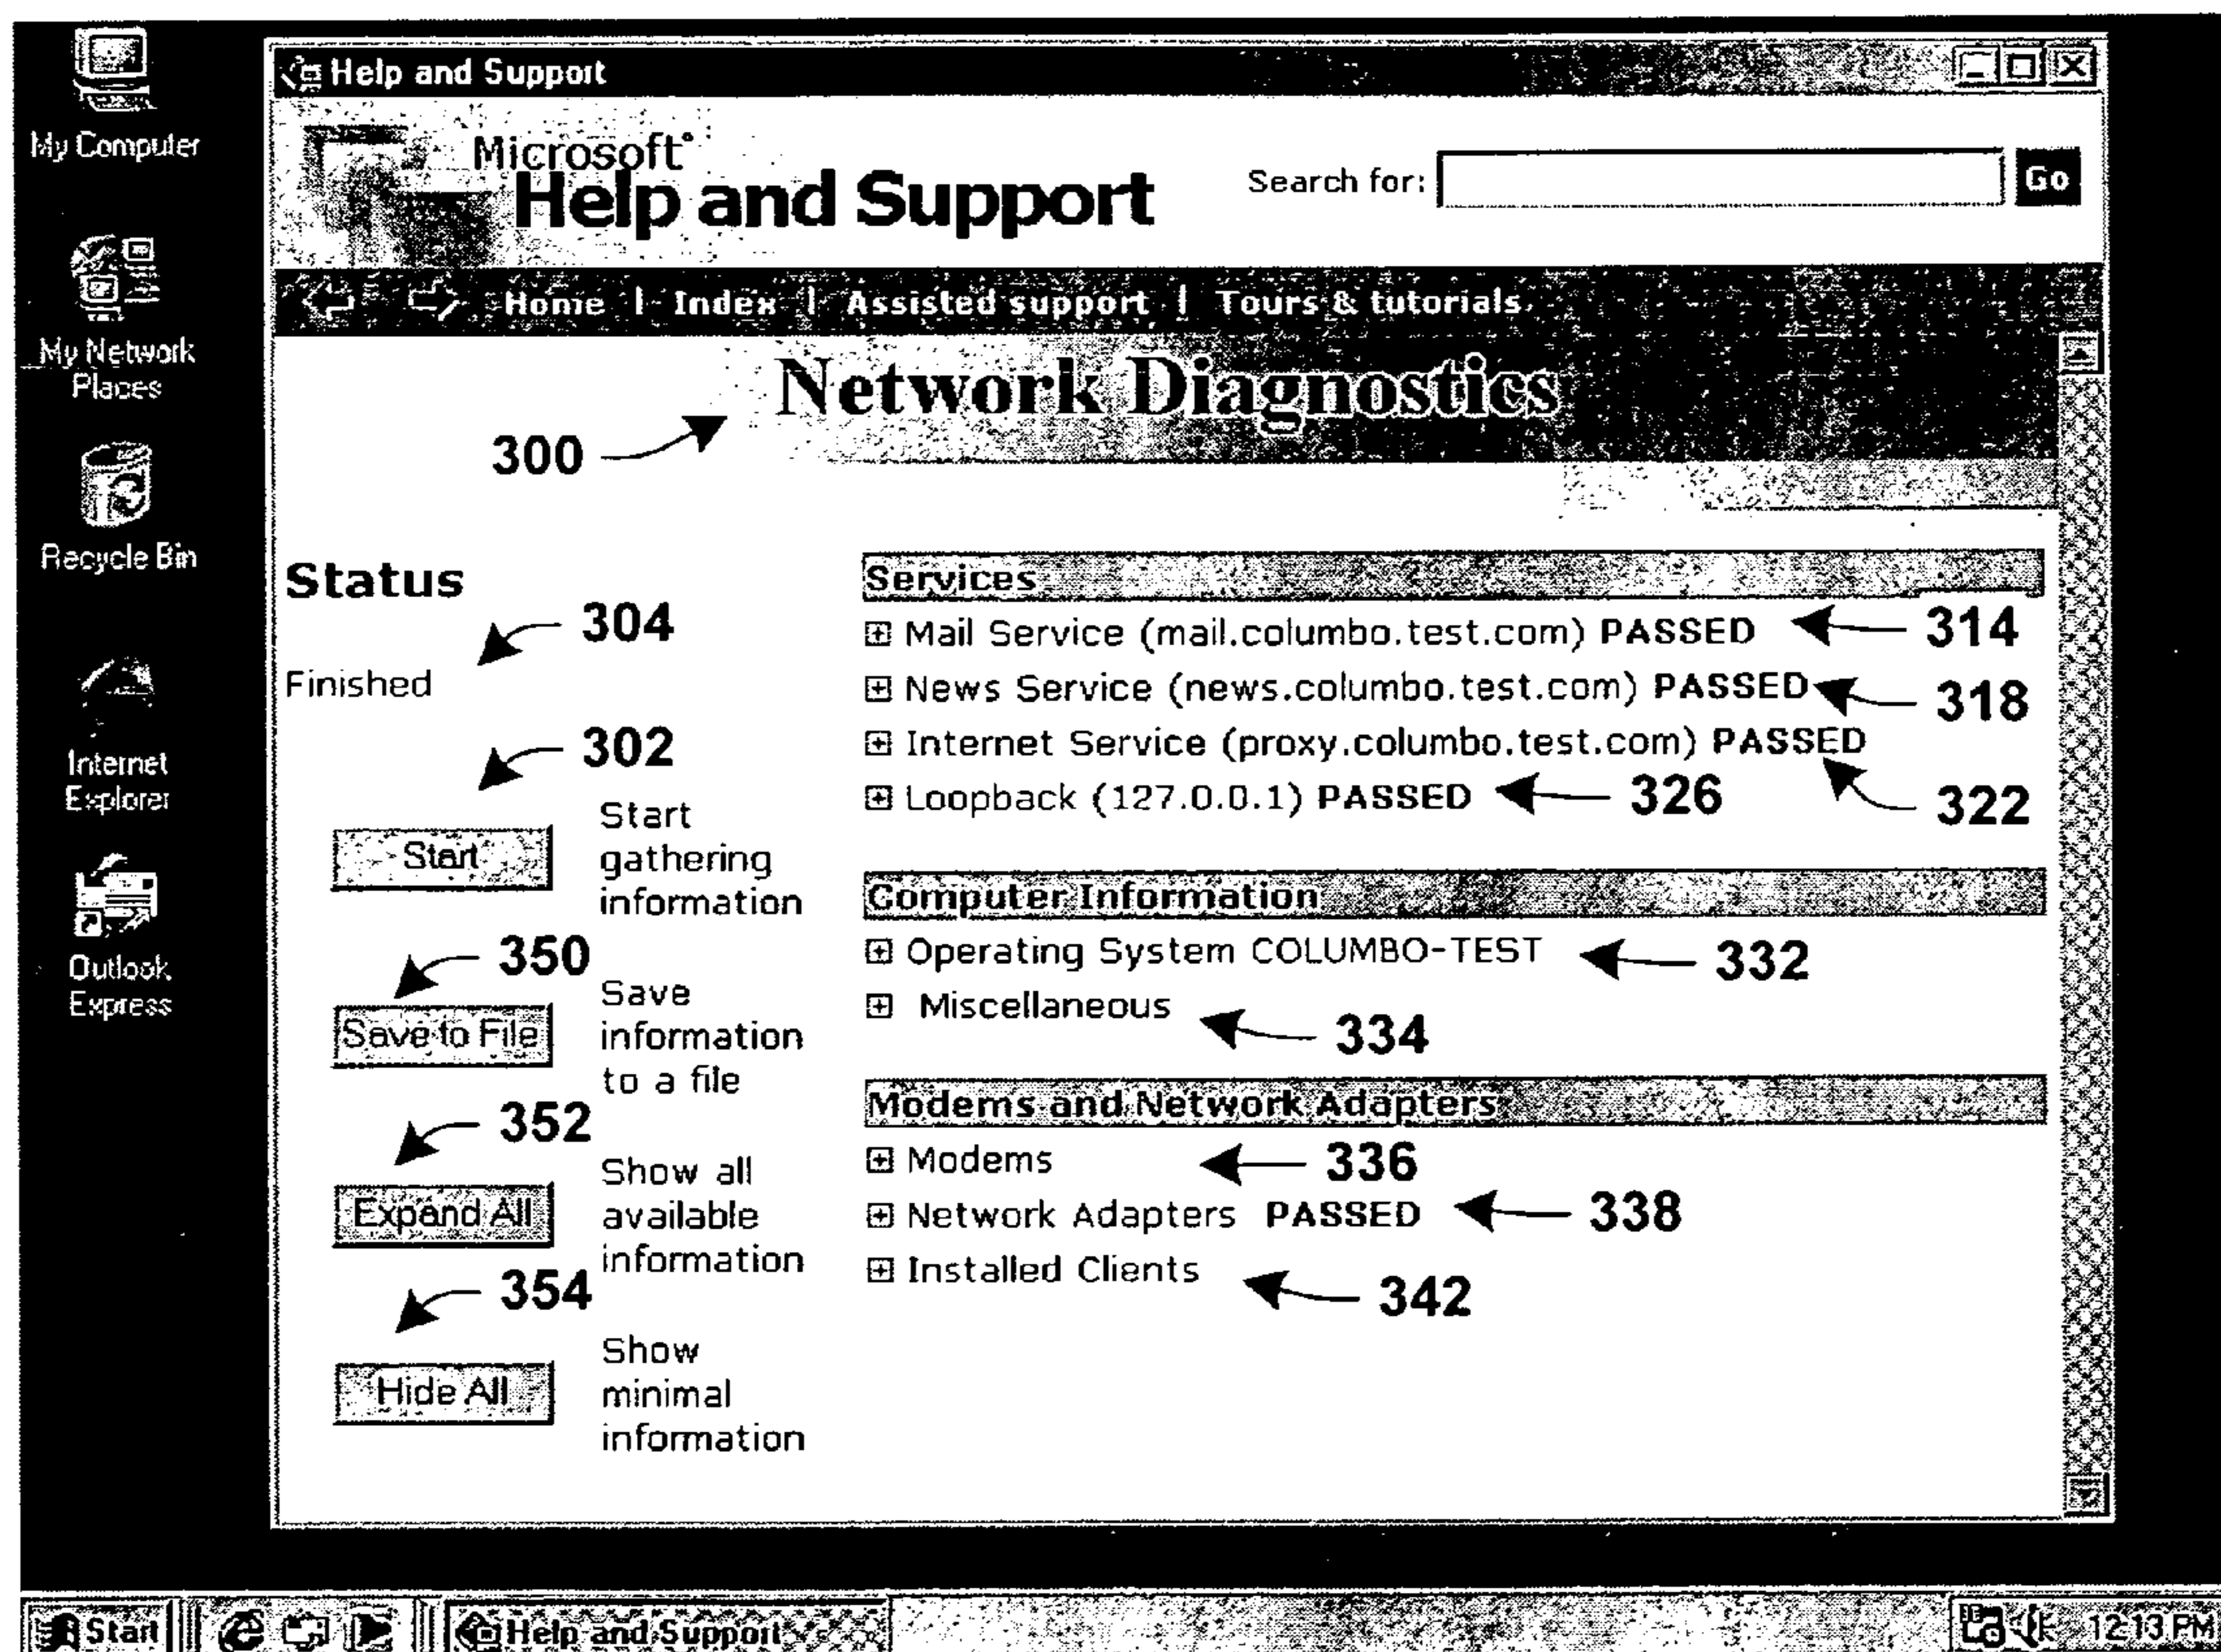 My Computer
My Network
Places
Recycle Bin
Internet
Explorer
Outlook
Express
Help and Support
Microsoft
Help and Support
Search for:
Go
Home | Index | Assisted support | Tours & tutorials
Network Diagnostics
300
Status
304
Finished
302
Start
Start
gathering
information
350
Save to File
Save
information
to a file
352
Expand All
Show all
available
information
354
Hide All
Show
minimal
information
Services
Mail Service (mail.columbo.test.com) PASSED
314
News Service (news.columbo.test.com) PASSED
318
Internet Service (proxy.columbo.test.com) PASSED
322
Loopback (127.0.0.1) PASSED
326
Computer Information
Operating System COLUMBO-TEST
332
Miscellaneous
334
Modems and Network Adapters
Modems
336
Network Adapters PASSED
338
Installed Clients
342
Start
Help and Support
12:13 PM